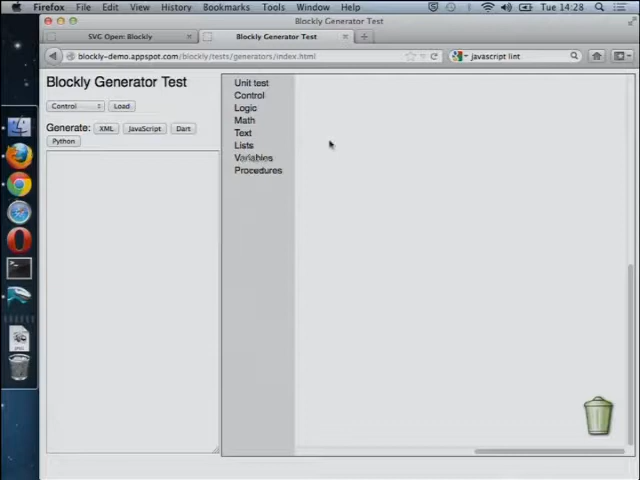 Firefox File Edit View History Bookmarks Tools Window Help Tue 14:28
Blockly Generator Test
SVG Open: Blockly Blockly Generator Test
blockly-demo.appspot.com/blockly/tests/generators/index.html javascript lint
Blockly Generator Test
Control Load
Generate: XML JavaScript Dart
Python
Unit test
Control
Logic
Math
Text
Lists
Variables
Procedures